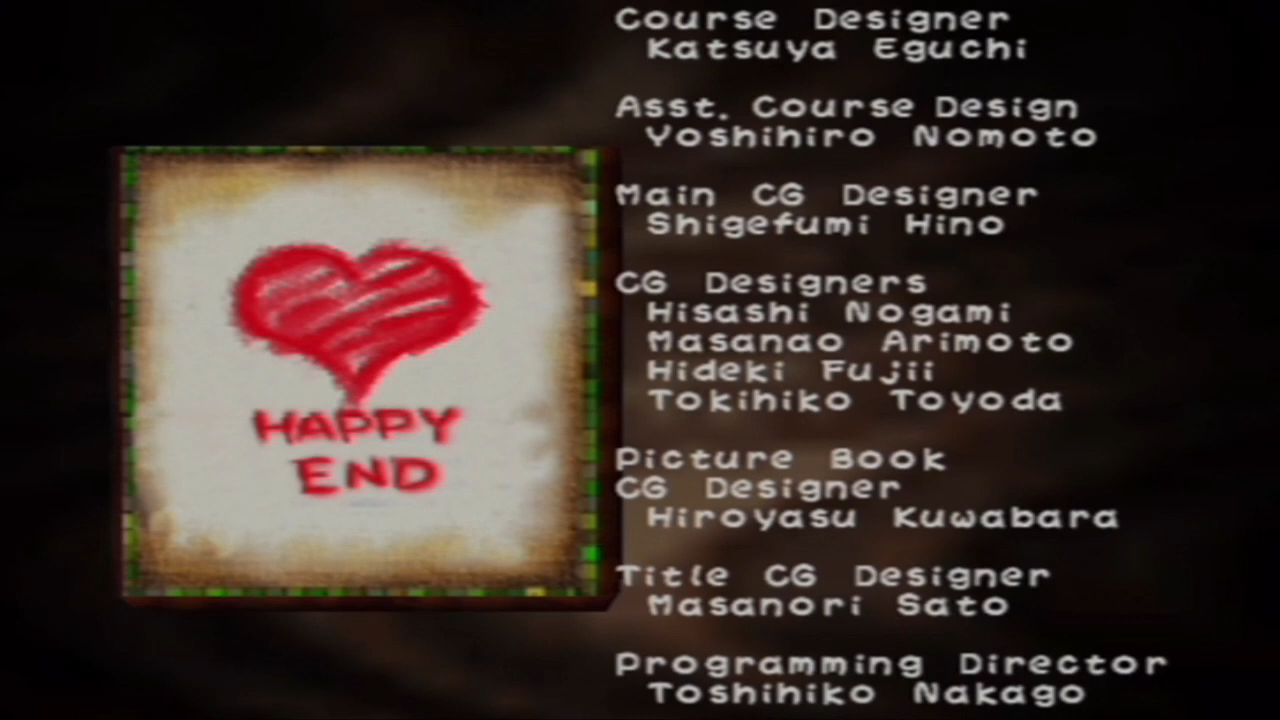 HAPPY
END
Course Designer
Katsuya Eguchi
Asst. Course Design
Yoshihiro Nomoto
Main CG Designer
Shigefumi Hino
CG Designers
Hisashi Nogami
Masanao Arimoto
Hideki Fujii
Tokihiko Toyoda
Picture Book
CG Designer
Hiroyasu Kuwabara
Title CG Designer
Masanori Sato
Programming Director
Toshihiko Nakago